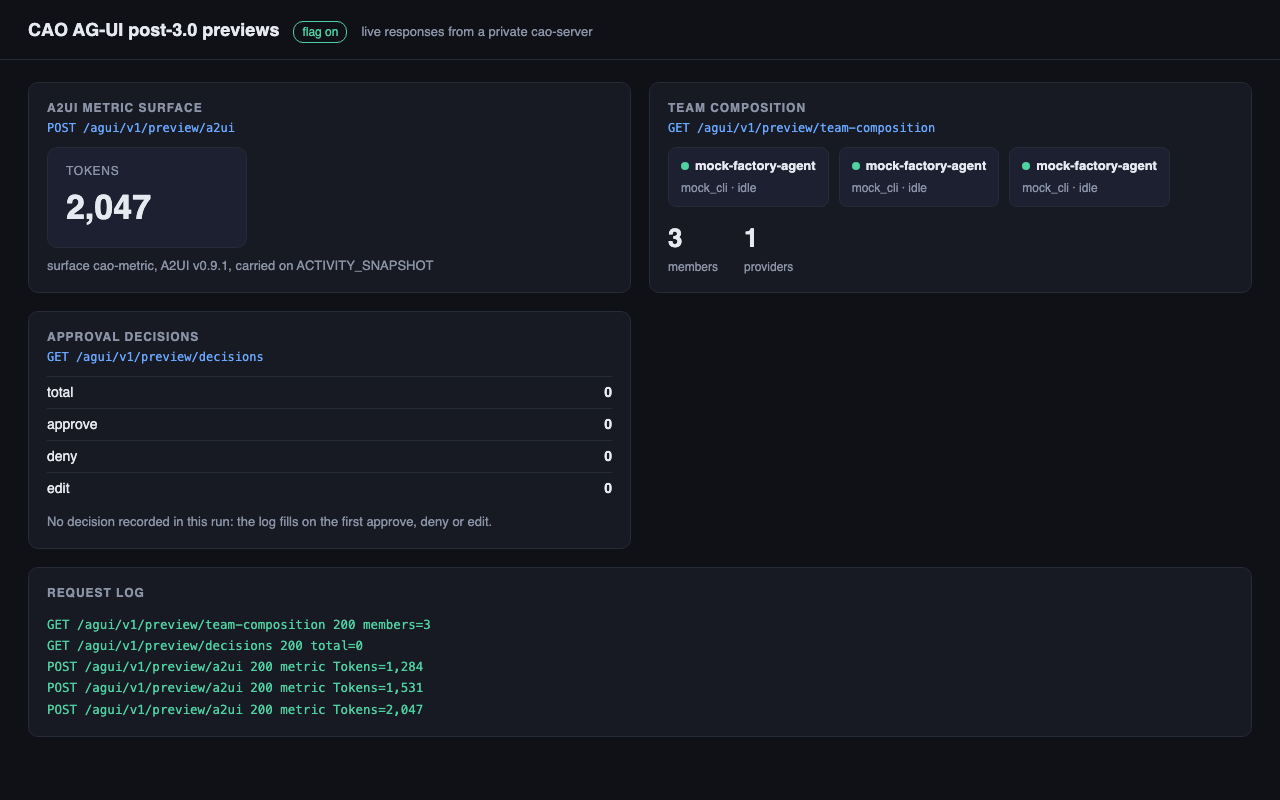 CAO AG-UI post-3.0 previews flag on live responses from a private cao-server
A2UI METRIC SURFACE
POST /agui/v1/preview/a2ui
TOKENS
2,047
surface cao-metric, A2UI v0.9.1, carried on ACTIVITY_SNAPSHOT
TEAM COMPOSITION
GET /agui/v1/preview/team-composition
mock-factory-agent mock-factory-agent mock-factory-agent
mock_cli · idle mock_cli · idle mock_cli · idle
3 1
members providers
APPROVAL DECISIONS
GET /agui/v1/preview/decisions
total 0
approve 0
deny 0
edit 0
No decision recorded in this run: the log fills on the first approve, deny or edit.
REQUEST LOG
GET /agui/v1/preview/team-composition 200 members=3
GET /agui/v1/preview/decisions 200 total=0
POST /agui/v1/preview/a2ui 200 metric Tokens=1,284
POST /agui/v1/preview/a2ui 200 metric Tokens=1,531
POST /agui/v1/preview/a2ui 200 metric Tokens=2,047